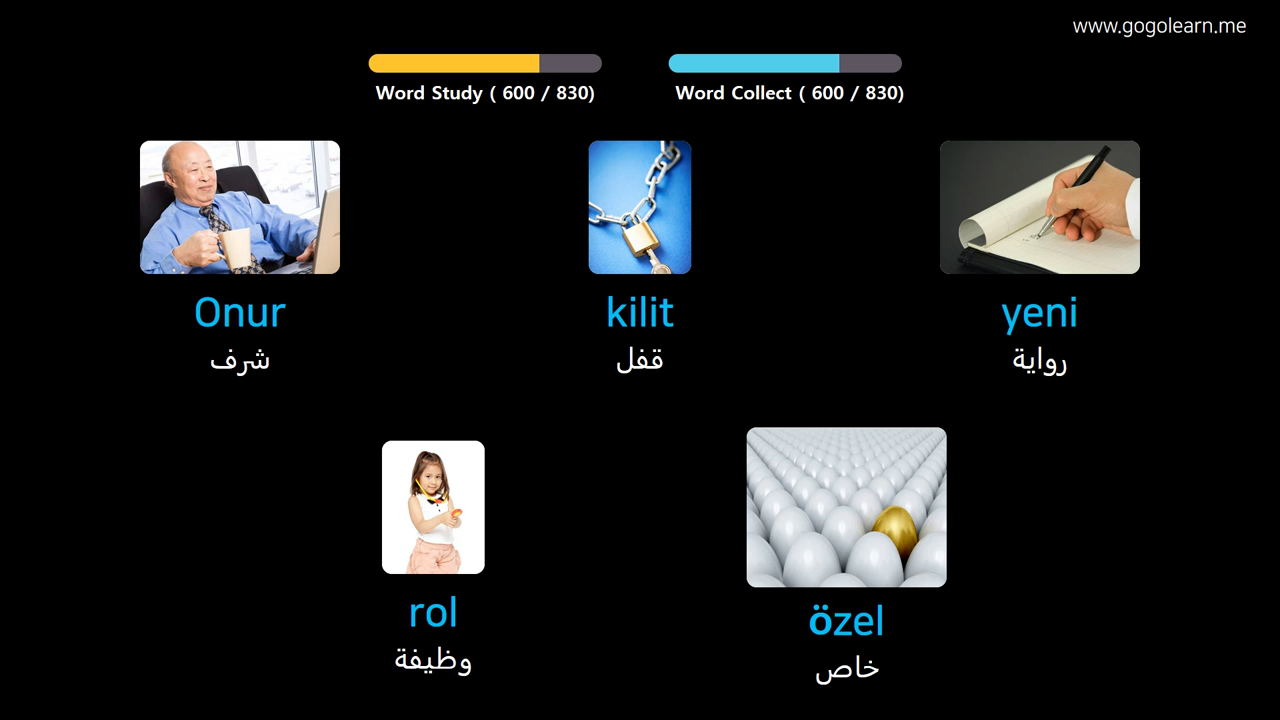 www.gogolearn.me
Word Study ( 600 / 830)
Word Collect ( 600 / 830)
Onur
شرف
kilit
قفل
yeni
رواية
rol
وظيفة
özel
خاص